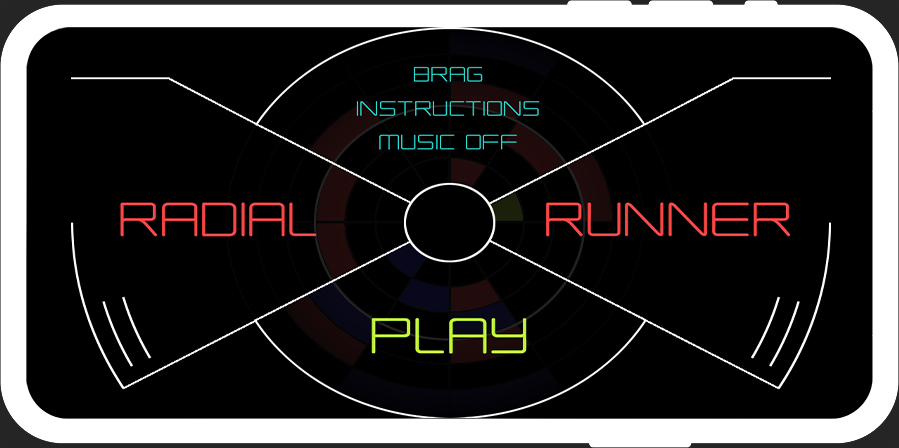 BRAG
INSTRUCTIONS
MUSIC OFF
RADIAL RUNNER
PLAY